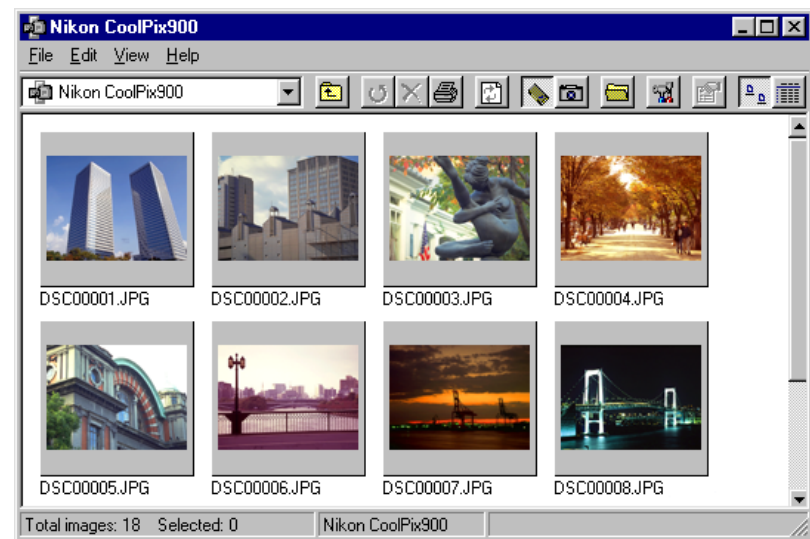 Nikon CoolPix900
File Edit View Help
Nikon CoolPix900
DSC00001.JPG DSC00002.JPG DSC00003.JPG DSC00004.JPG
DSC00005.JPG DSC00006.JPG DSC00007.JPG DSC00008.JPG
Total images: 18 Selected: 0 Nikon CoolPix900